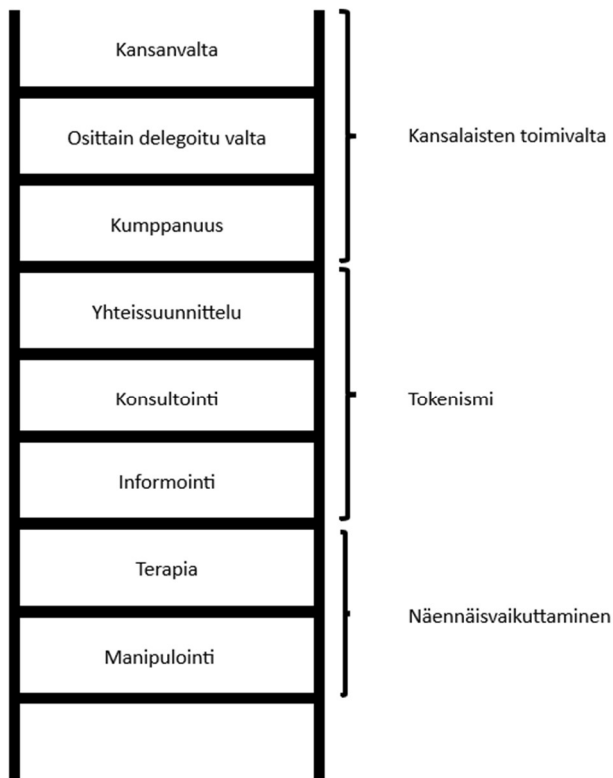 Kansanvalta
Osittain delegoitu valta
Kansalaisten toimivalta
Kumppanuus
Yhteissuunnittelu
Konsultointi
Tokenismi
Informointi
Terapia
Näennäisvaikuttaminen
Manipulointi